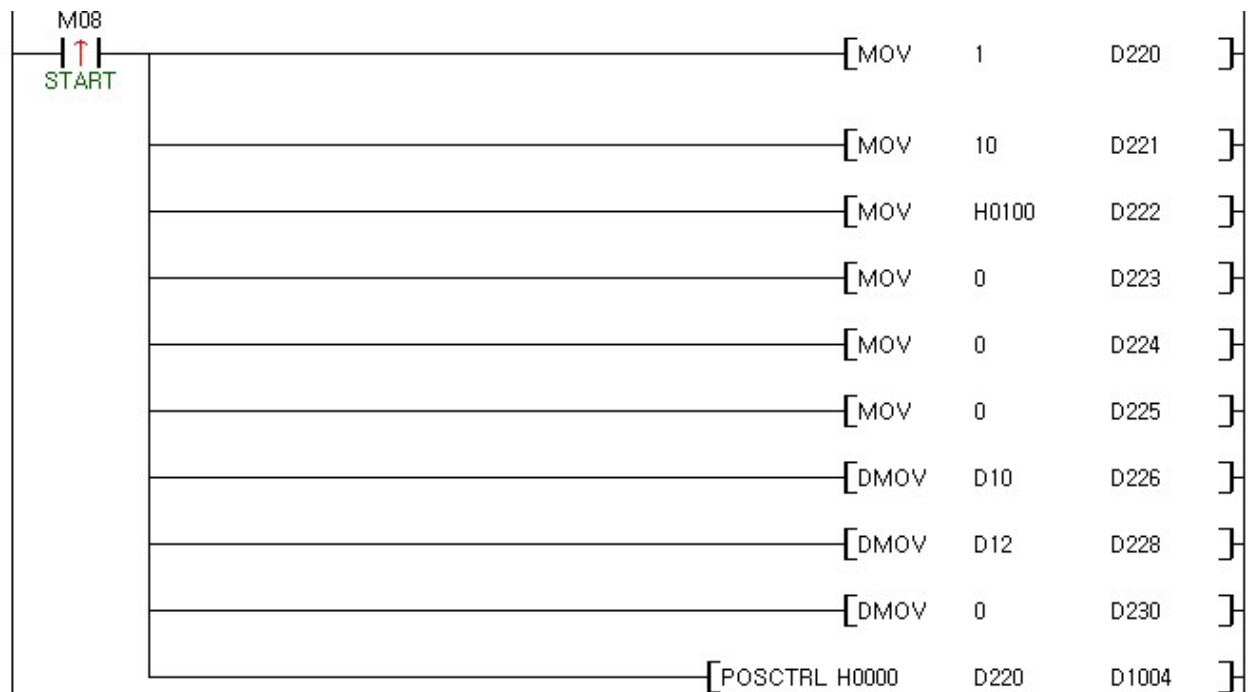 M08
START
MOV 1 D220
MOV 10 D221
MOV H0100 D222
MOV 0 D223
MOV 0 D224
MOV 0 D225
DMOV D10 D226
DMOV D12 D228
DMOV 0 D230
POSCTRL H0000 D220 D1004